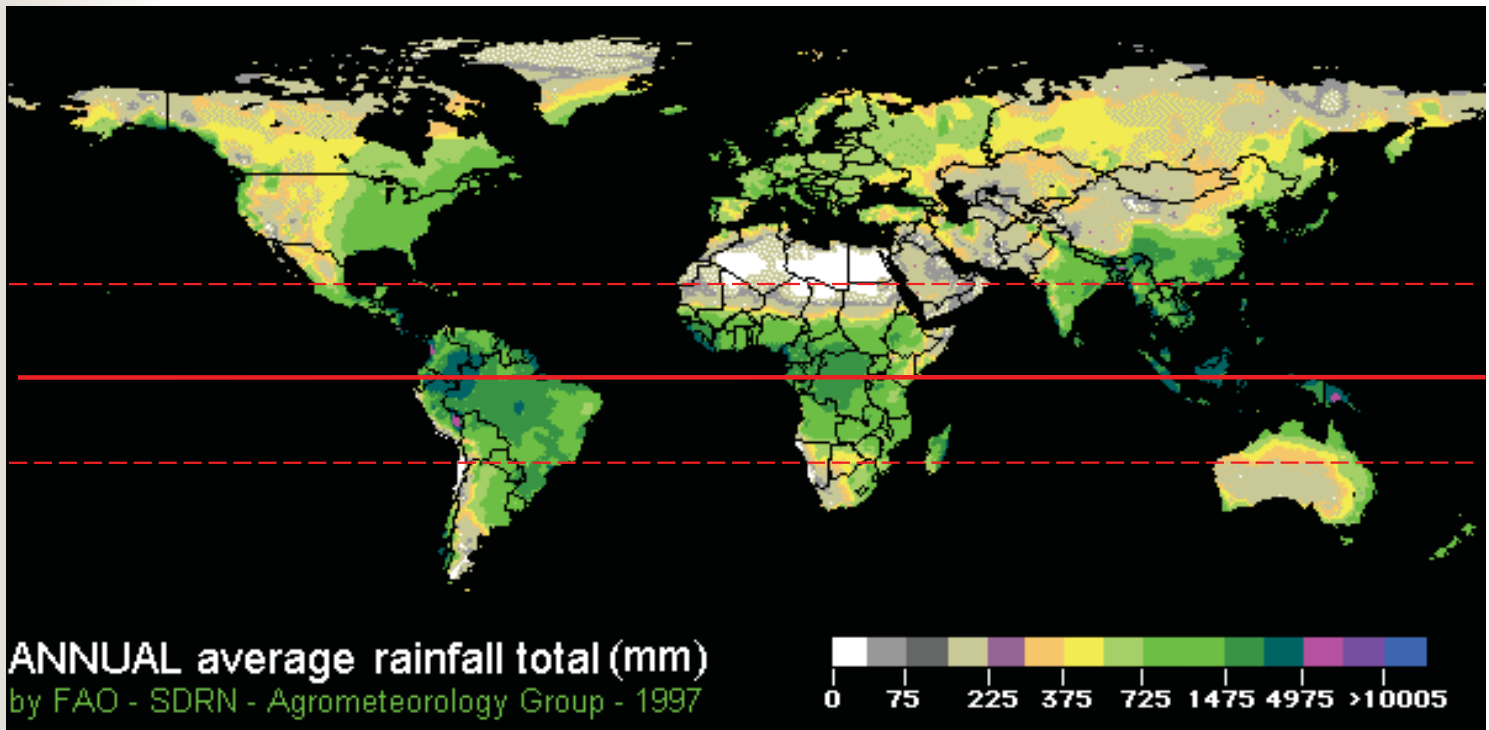 ANNUAL average rainfall total (mm)
by FAO - SDRN - Agrometeorology Group - 1997
0 75 225 375 725 1475 4975 >10005